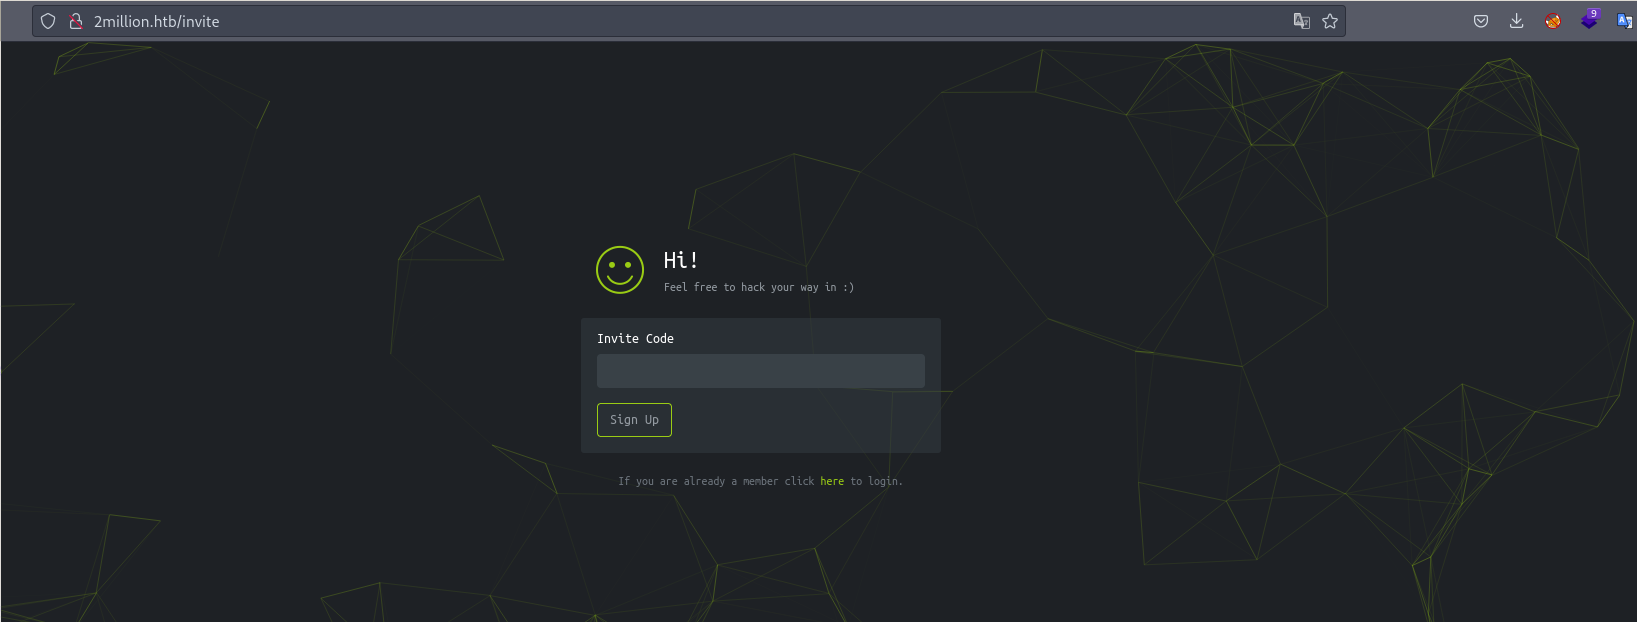 2million.htb/invite
9
Hi!
Feel free to hack your way in :)
Invite Code
Sign Up
If you are already a member click here to login.